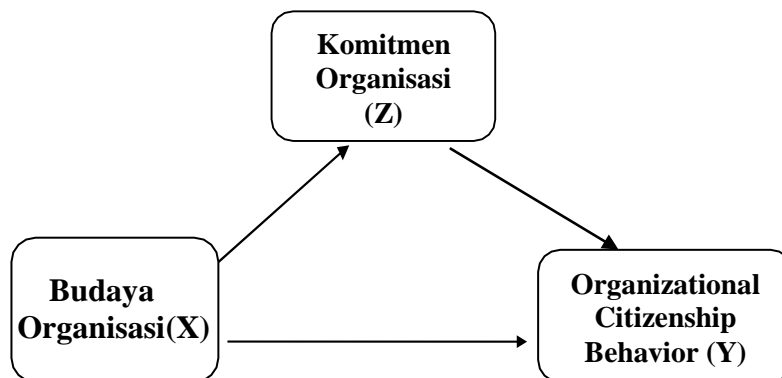 Komitmen
Organisasi
(Z)
Budaya
Organisasi(X)
Organizational
Citizenship
Behavior (Y)